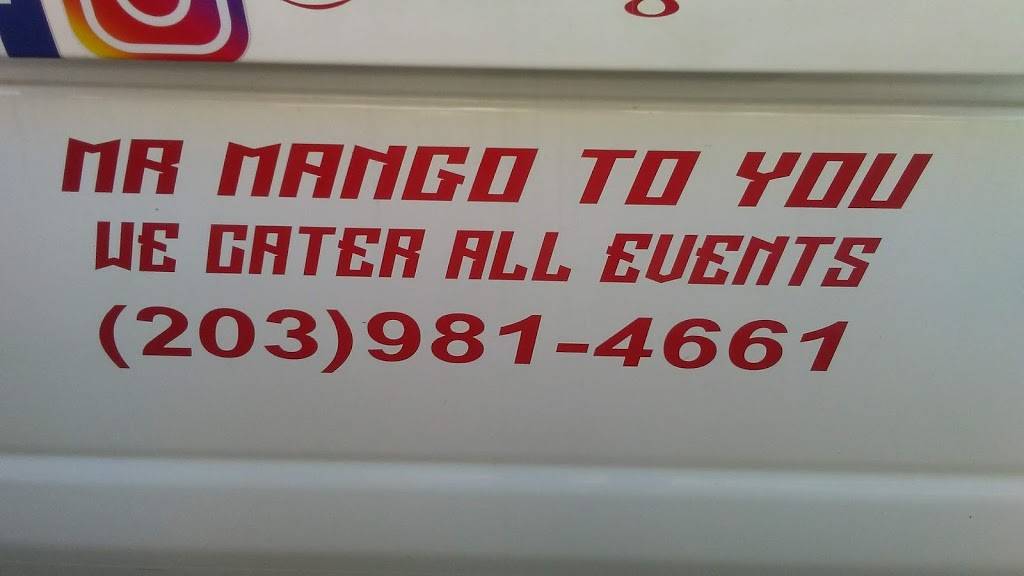 MR MANGO TO YOU
WE CATER ALL EVENTS
(203)981-4661